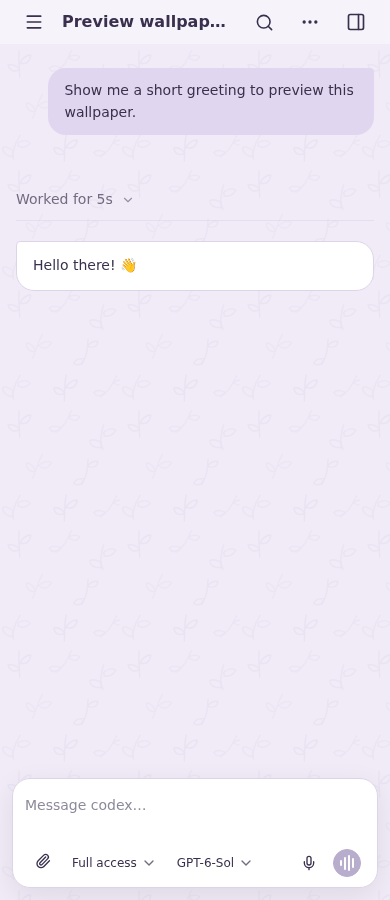 Preview wallpap...
Show me a short greeting to preview this
wallpaper.
Worked for 5s
Hello there! 👋
Message codex...
Full access
GPT-6-Sol